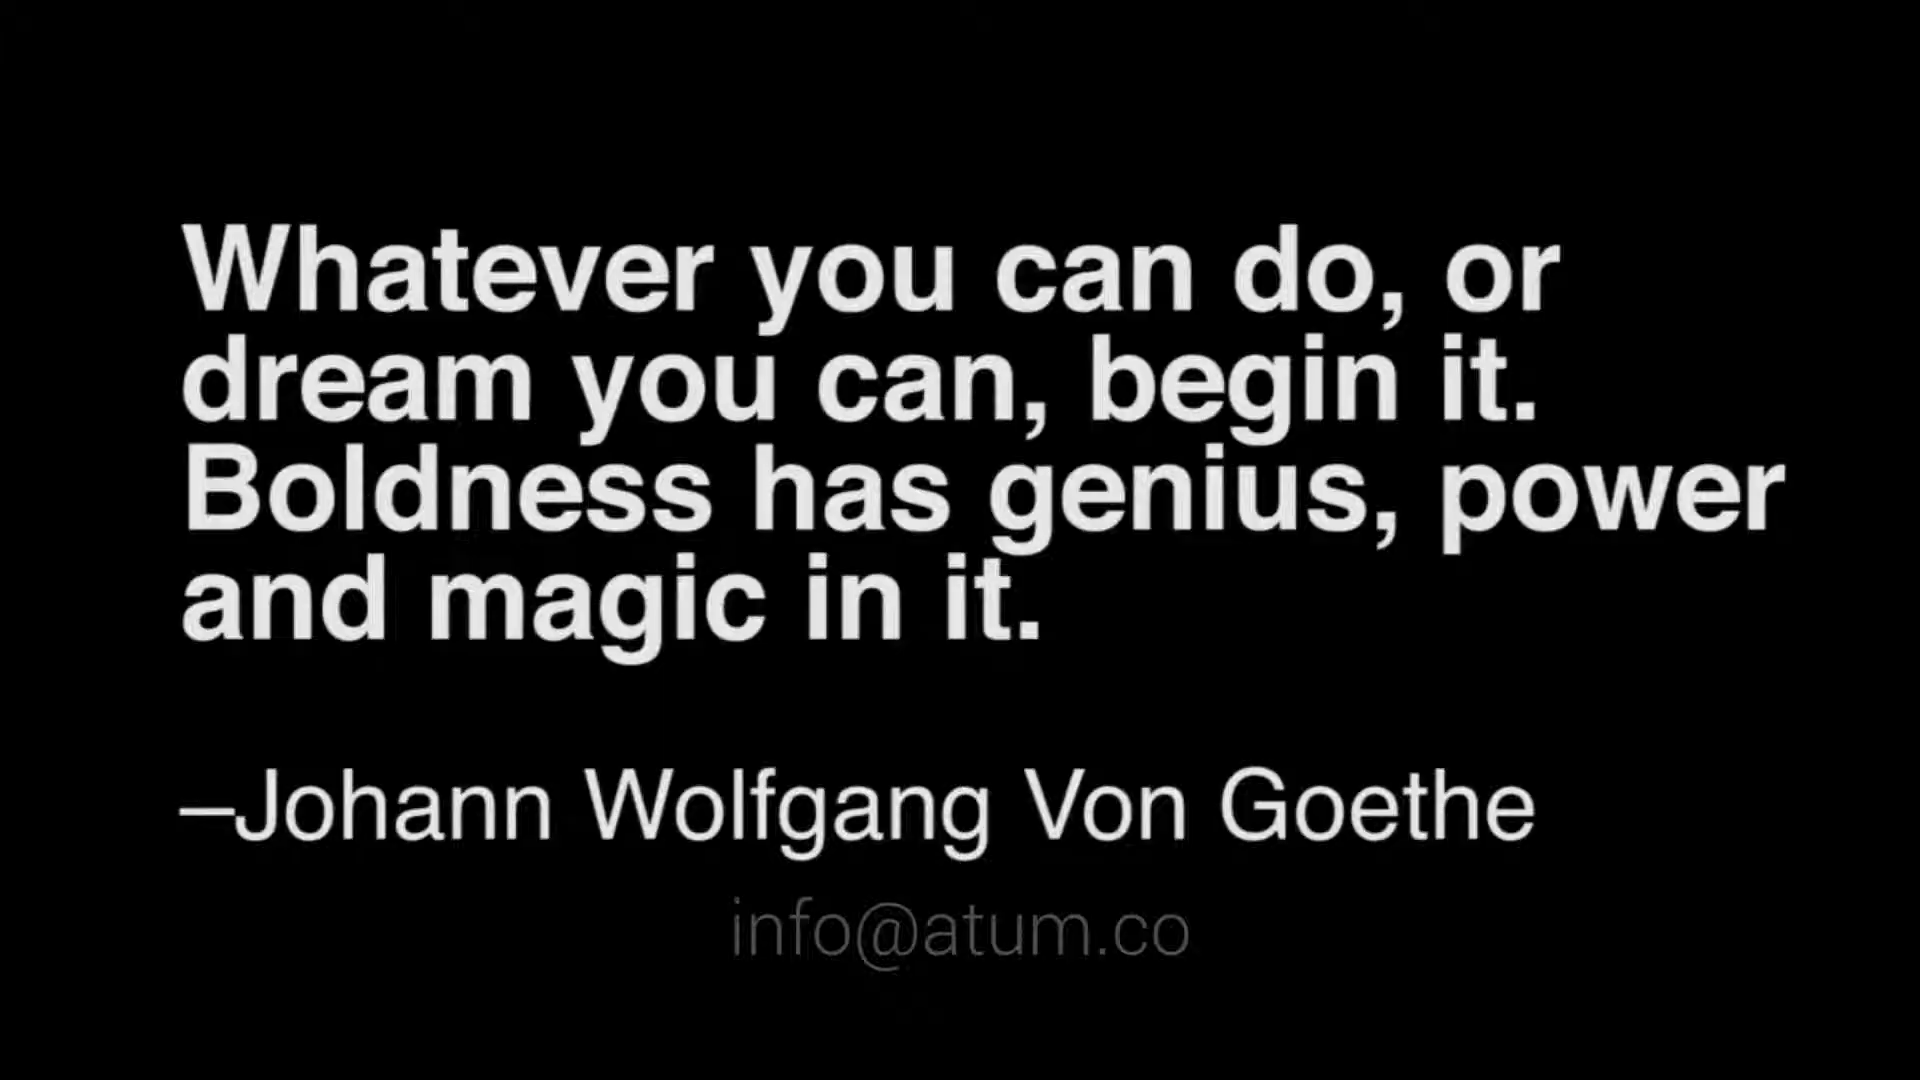 Whatever you can do, or
dream you can, begin it.
Boldness has genius, power
and magic in it.
–Johann Wolfgang Von Goethe
info@atum.co